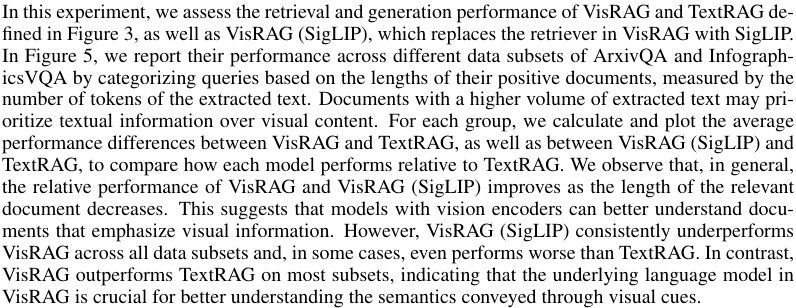 In this experiment, we assess the retrieval and generation performance of VisRAG and TextRAG de-
fined in Figure 3, as well as VisRAG (SigLIP), which replaces the retriever in VisRAG with SigLIP.
In Figure 5, we report their performance across different data subsets of ArxivQA and Infograph-
icsVQA by categorizing queries based on the lengths of their positive documents, measured by the
number of tokens of the extracted text. Documents with a higher volume of extracted text may pri-
oritize textual information over visual content. For each group, we calculate and plot the average
performance differences between VisRAG and TextRAG, as well as between VisRAG (SigLIP) and
TextRAG, to compare how each model performs relative to TextRAG. We observe that, in general,
the relative performance of VisRAG and VisRAG (SigLIP) improves as the length of the relevant
document decreases. This suggests that models with vision encoders can better understand docu-
ments that emphasize visual information. However, VisRAG (SigLIP) consistently underperforms
VisRAG across all data subsets and, in some cases, even performs worse than TextRAG. In contrast,
VisRAG outperforms TextRAG on most subsets, indicating that the underlying language model in
VisRAG is crucial for better understanding the semantics conveyed through visual cues.